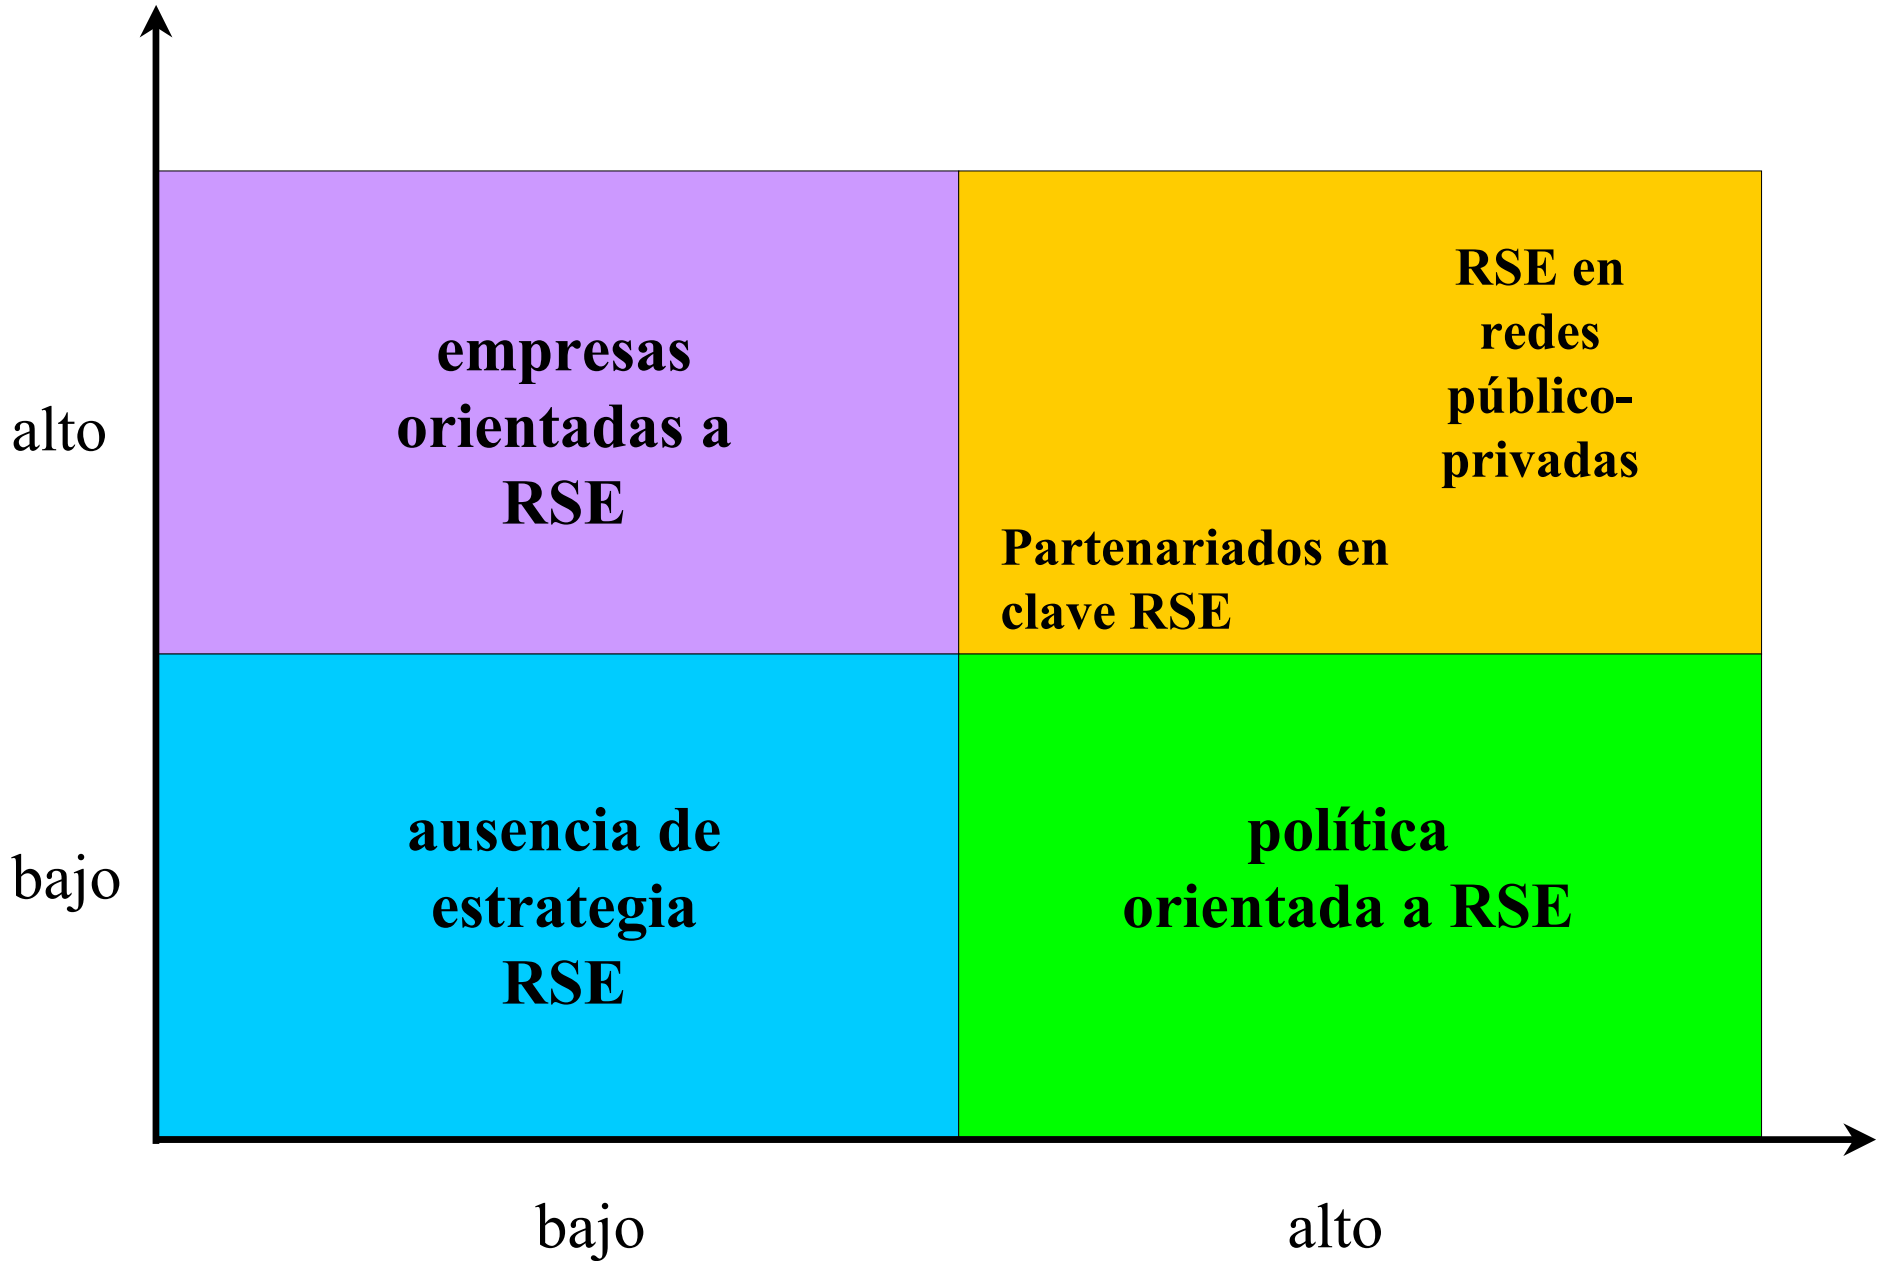 alto
bajo
empresas
orientadas a
RSE
RSE en
redes
público-
privadas
Partenariados en
clave RSE
ausencia de
estrategia
RSE
política
orientada a RSE
bajo
alto